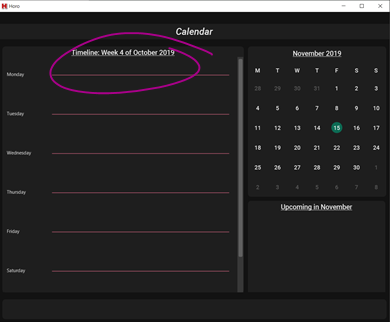 Horo
Calendar
Timeline: Week 4 of October 2019
Monday
Tuesday
Wednesday
Thursday
Friday
Saturday
November 2019
M T W T F S S
28 29 30 31 1 2 3
4 5 6 7 8 9 10
11 12 13 14 15 16 17
18 19 20 21 22 23 24
25 26 27 28 29 30 1
2 3 4 5 6 7 8
Upcoming in November